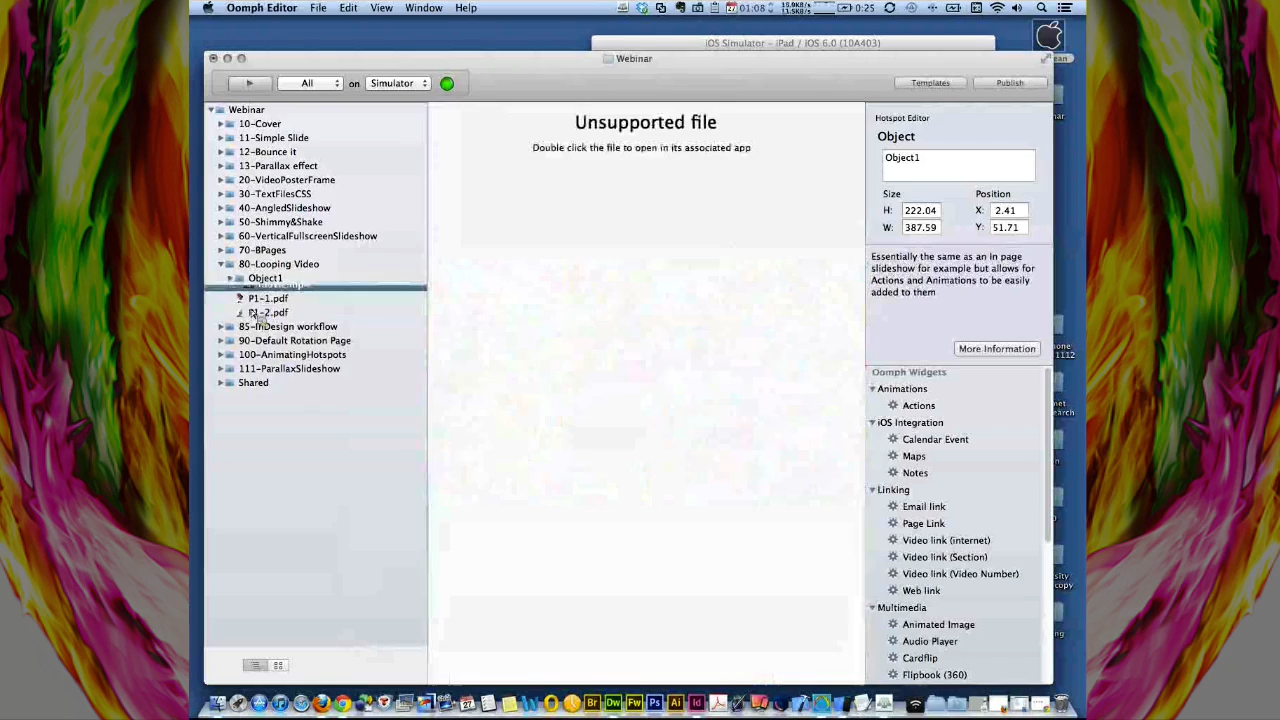 Oomph Editor File Edit View Window Help
01:08
0:25
iOS Simulator – iPad / iOS 6.0 (10A403)
Webinar
All on Simulator
Templates Publish
Webinar
10-Cover
11-Simple Slide
12-Bounce it
13-Parallax effect
20-VideoPosterFrame
30-TextFilesCSS
40-AngledSlideshow
50-Shimmy&Shake
60-VerticalFullscreenSlideshow
70-BPages
80-Looping Video
Object1
P1-1.pdf
P1-2.pdf
85-InDesign workflow
90-Default Rotation Page
100-AnimatingHotspots
111-ParallaxSlideshow
Shared
Unsupported file
Double click the file to open in its associated app
Hotspot Editor
Object
Object1
Size Position
H: 222.04 X: 2.41
W: 387.59 Y: 51.71
Essentially the same as an in page
slideshow for example but allows for
Actions and Animations to be easily
added to them
More Information
Oomph Widgets
Animations
Actions
iOS Integration
Calendar Event
Maps
Notes
Linking
Email link
Page Link
Video link (internet)
Video link (Section)
Video link (Video Number)
Web link
Multimedia
Animated Image
Audio Player
Cardflip
Flipbook (360)
Br Dw Fw Ps Ai Id